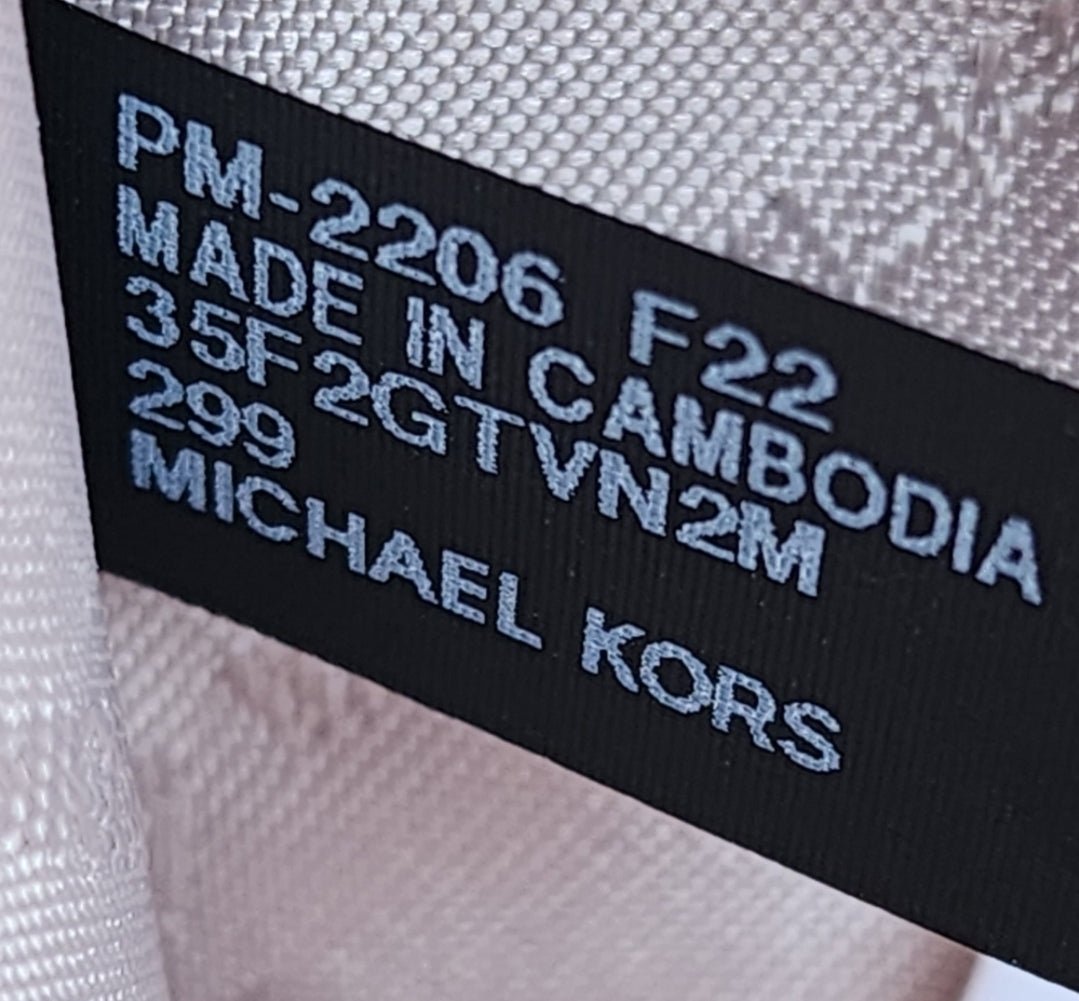 PM-2206 F22
MADE IN CAMBODIA
35F2GTVN2M
299
MICHAEL KORS